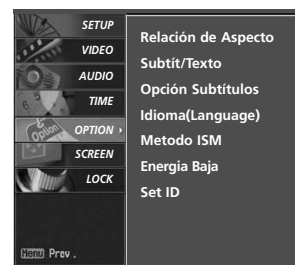 SETUP
VIDEO
AUDIO
TIME
OPTION
SCREEN
LOCK
Menu Prev .
Relación de Aspecto
Subtít/Texto
Opción Subtítulos
Idioma(Language)
Metodo ISM
Energia Baja
Set ID